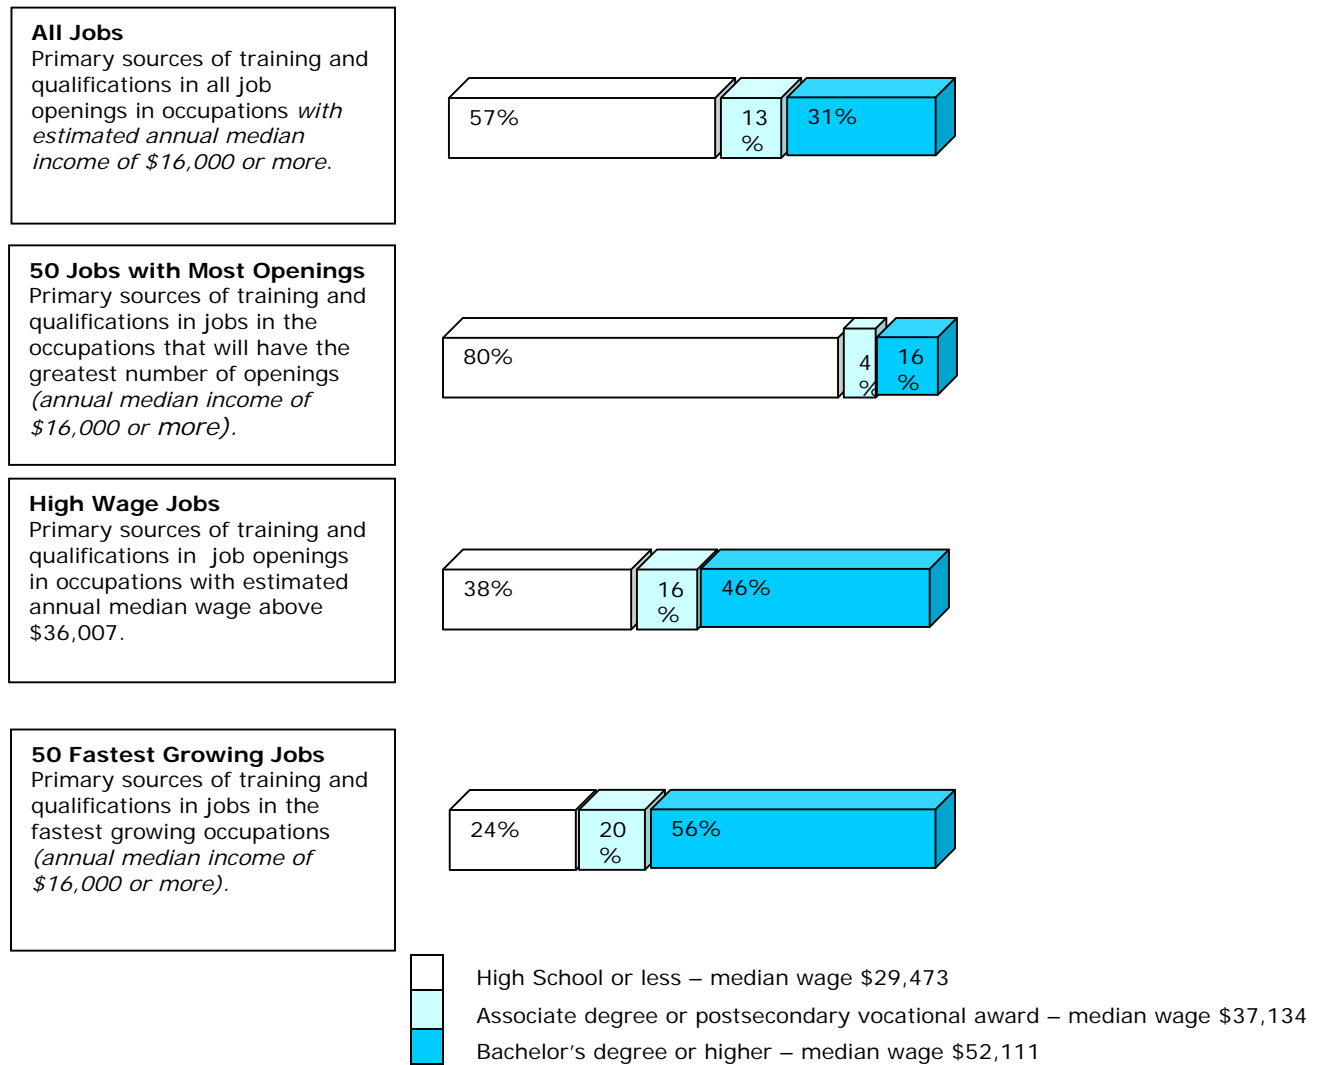 All Jobs
Primary sources of training and
qualifications in all job
openings in occupations with
estimated annual median
income of $16,000 or more.
57%
13
%
31%
50 Jobs with Most Openings
Primary sources of training and
qualifications in jobs in the
occupations that will have the
greatest number of openings
(annual median income of
$16,000 or more).
80%
4
%
16
%
High Wage Jobs
Primary sources of training and
qualifications in  job openings
in occupations with estimated
annual median wage above
$36,007.
38%
16
%
46%
50 Fastest Growing Jobs
Primary sources of training and
qualifications in jobs in the
fastest growing occupations
(annual median income of
$16,000 or more).
24%
20
%
56%
High School or less – median wage $29,473
Associate degree or postsecondary vocational award – median wage $37,134
Bachelor's degree or higher – median wage $52,111